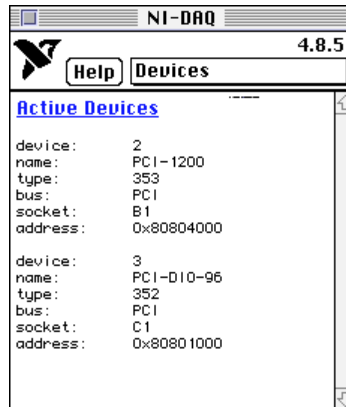 NI-DAQ
4.8.5
Help Devices
Active Devices
device: 2
name: PCI-1200
type: 353
bus: PCI
socket: B1
address: 0x80804000
device: 3
name: PCI-DIO-96
type: 352
bus: PCI
socket: C1
address: 0x80801000